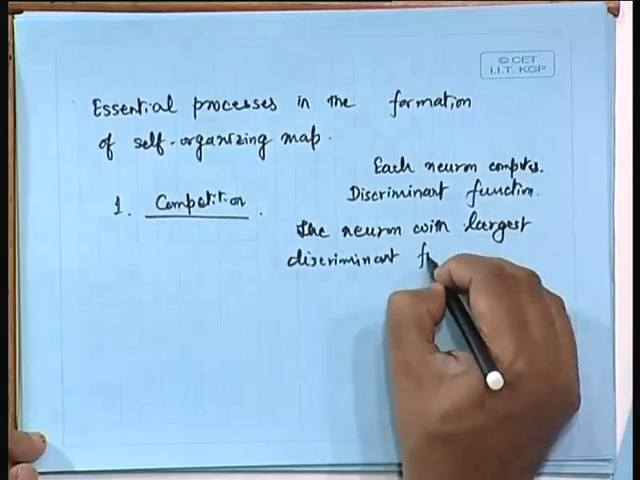 © CET
I.I.T. KGP
Essential processes in the formation
of self-organizing map.
Each neuron computes.
1. Competition.
Discriminant function.
The neuron with largest
discriminant f